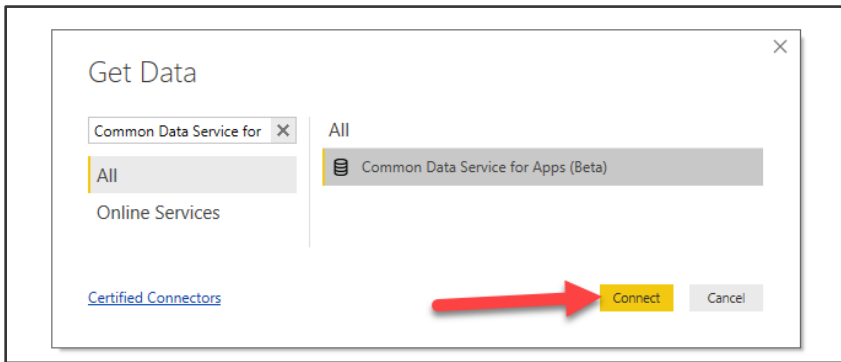 Get Data
Common Data Service for
All
Online Services
All
Common Data Service for Apps (Beta)
Certified Connectors
Connect
Cancel